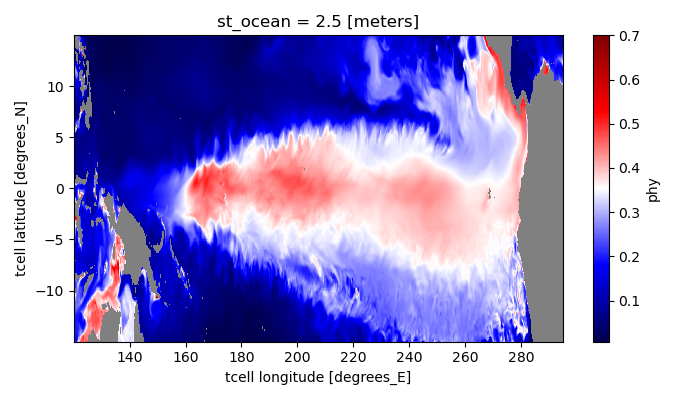 st_ocean = 2.5 [meters]
10
5
0
−5
−10
tcell latitude [degrees_N]
140 160 180 200 220 240 260 280
tcell longitude [degrees_E]
0.7
0.6
0.5
0.4
0.3
0.2
0.1
phy